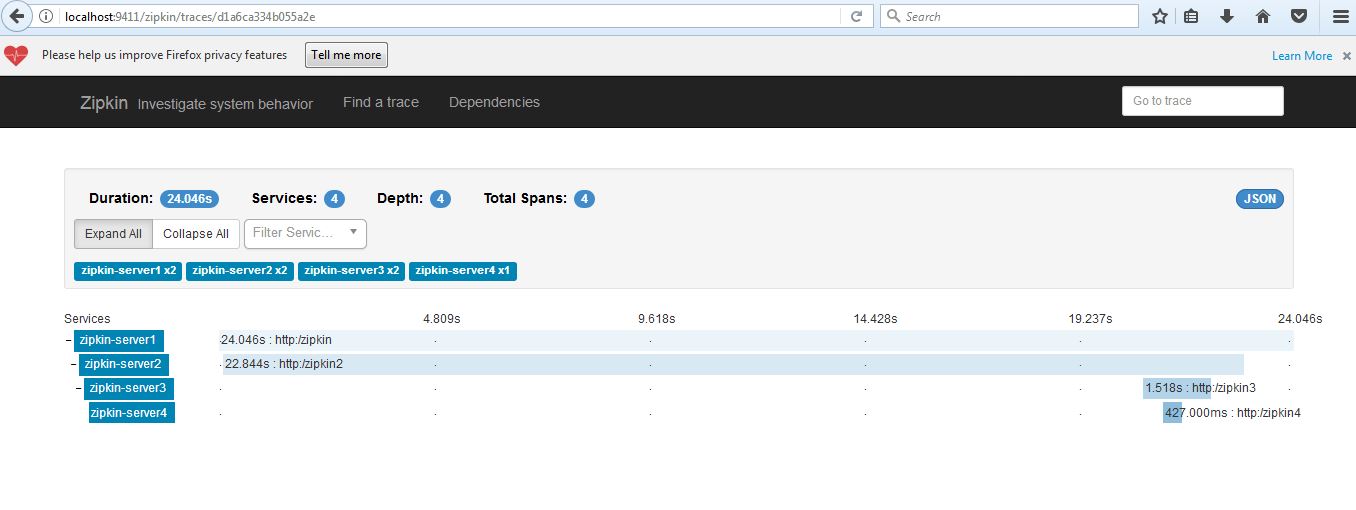 localhost:9411/zipkin/traces/d1a6ca334b055a2e Search
Please help us improve Firefox privacy features Tell me more Learn More
Zipkin Investigate system behavior Find a trace Dependencies Go to trace
Duration: 24.046s Services: 4 Depth: 4 Total Spans: 4 JSON
Expand All Collapse All Filter Servic...
zipkin-server1 x2 zipkin-server2 x2 zipkin-server3 x2 zipkin-server4 x1
Services 4.809s 9.618s 14.428s 19.237s 24.046s
zipkin-server1 24.046s : http:/zipkin
zipkin-server2 22.844s : http:/zipkin2
zipkin-server3 1.518s : http:/zipkin3
zipkin-server4 427.000ms : http:/zipkin4